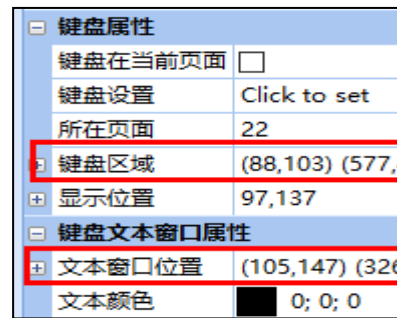 键盘属性
键盘在当前页面
键盘设置 Click to set
所在页面 22
键盘区域 (88,103) (577,
显示位置 97,137
键盘文本窗口属性
文本窗口位置 (105,147) (326
文本颜色 0; 0; 0